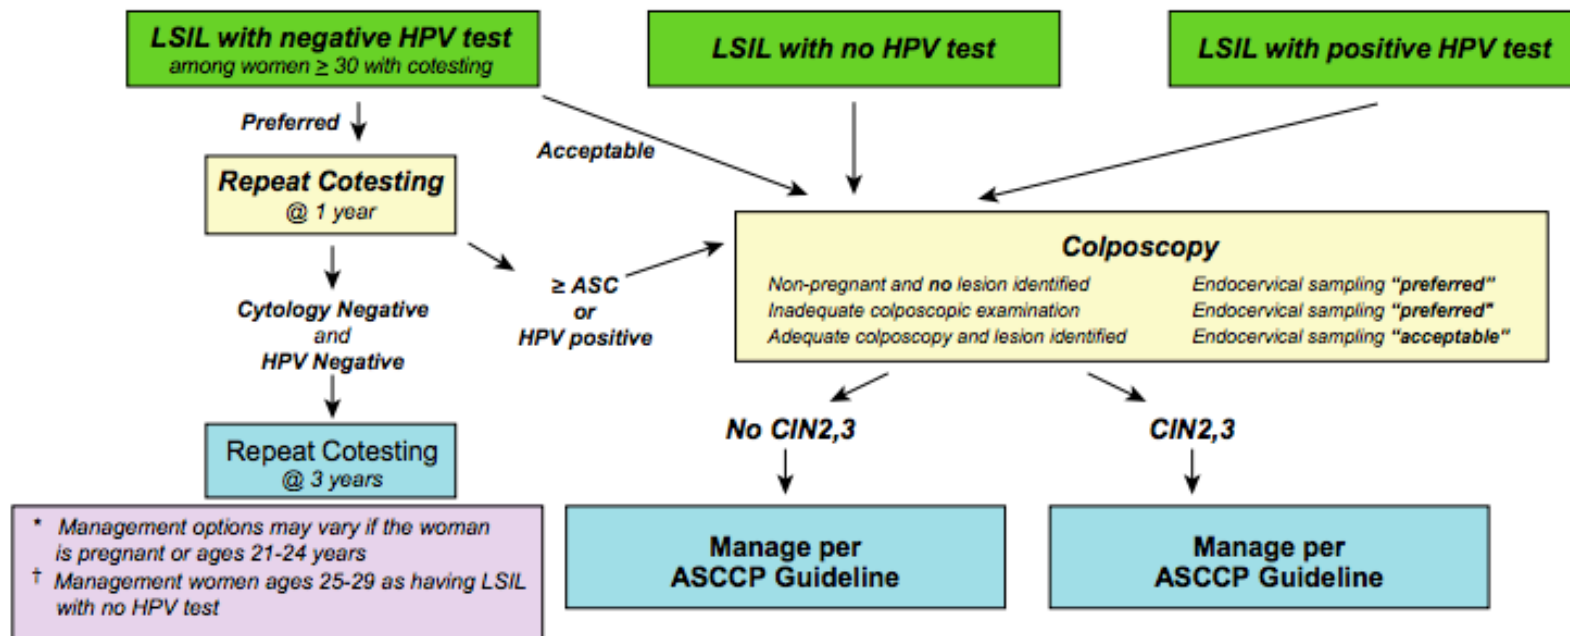 LSIL with negative HPV test
among women ≥ 30 with cotesting
LSIL with no HPV test
LSIL with positive HPV test
Preferred
Acceptable
Repeat Cotesting
@ 1 year
≥ ASC
or
HPV positive
Cytology Negative
and
HPV Negative
Repeat Cotesting
@ 3 years
Colposcopy
Non-pregnant and no lesion identified Endocervical sampling “preferred”
Inadequate colposcopic examination Endocervical sampling “preferred"
Adequate colposcopy and lesion identified Endocervical sampling “acceptable”
No CIN2,3
CIN2,3
Manage per
ASCCP Guideline
Manage per
ASCCP Guideline
* Management options may vary if the woman
is pregnant or ages 21-24 years
† Management women ages 25-29 as having LSIL
with no HPV test